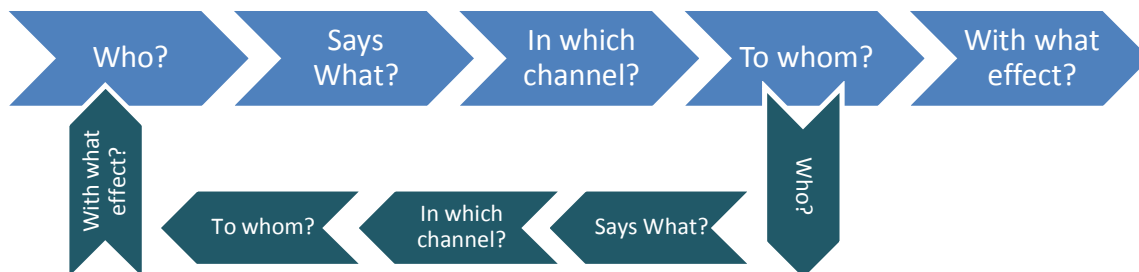 Who?
Says
What?
In which
channel?
To whom?
With what
effect?
Who?
Says What?
In which
channel?
To whom?
With what
effect?